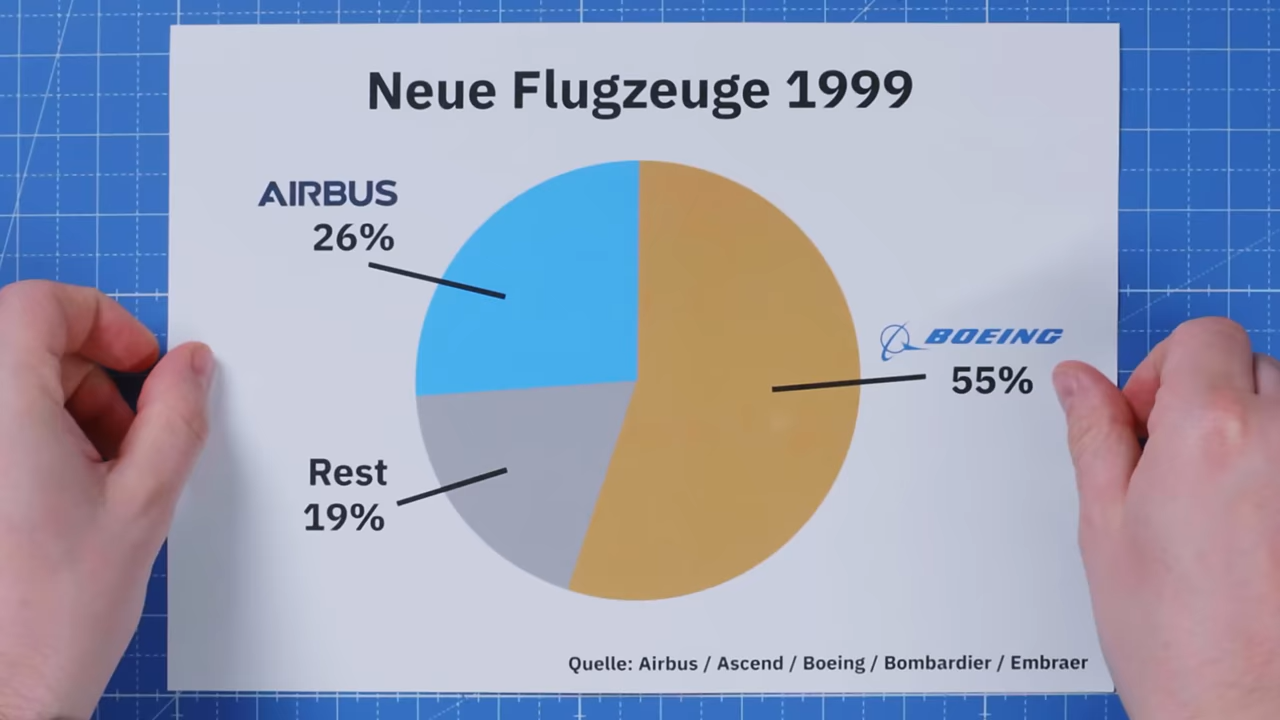 Neue Flugzeuge 1999
AIRBUS
26%
BOEING
55%
Rest
19%
Quelle: Airbus / Ascend / Boeing / Bombardier / Embraer